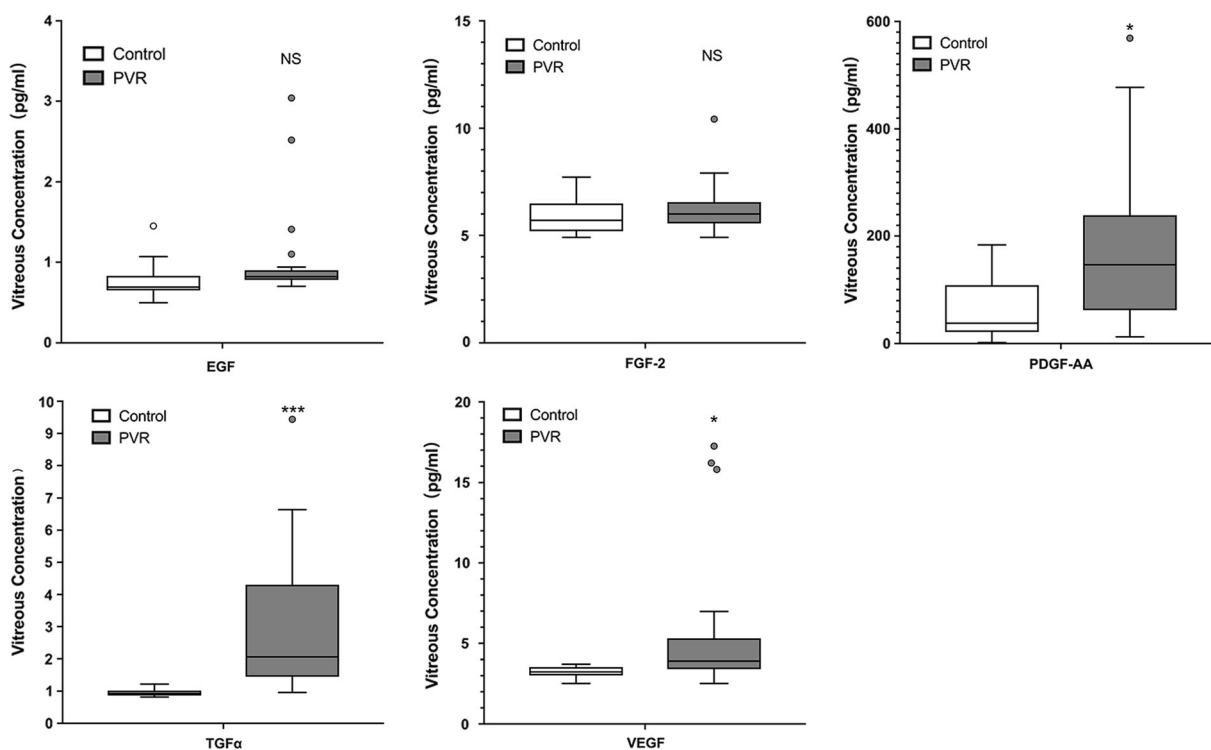 Vitreous Concentration (pg/ml)
4
3
2
1
0
Control
PVR
NS
EGF
Vitreous Concentration (pg/ml)
15
10
5
0
Control
PVR
NS
FGF-2
Vitreous Concentration (pg/ml)
600
400
200
0
Control
PVR
*
PDGF-AA
Vitreous Concentration)
10
9
8
7
6
5
4
3
2
1
0
Control
PVR
***
TGFα
Vitreous Concentration (pg/ml)
20
15
10
5
0
Control
PVR
*
VEGF